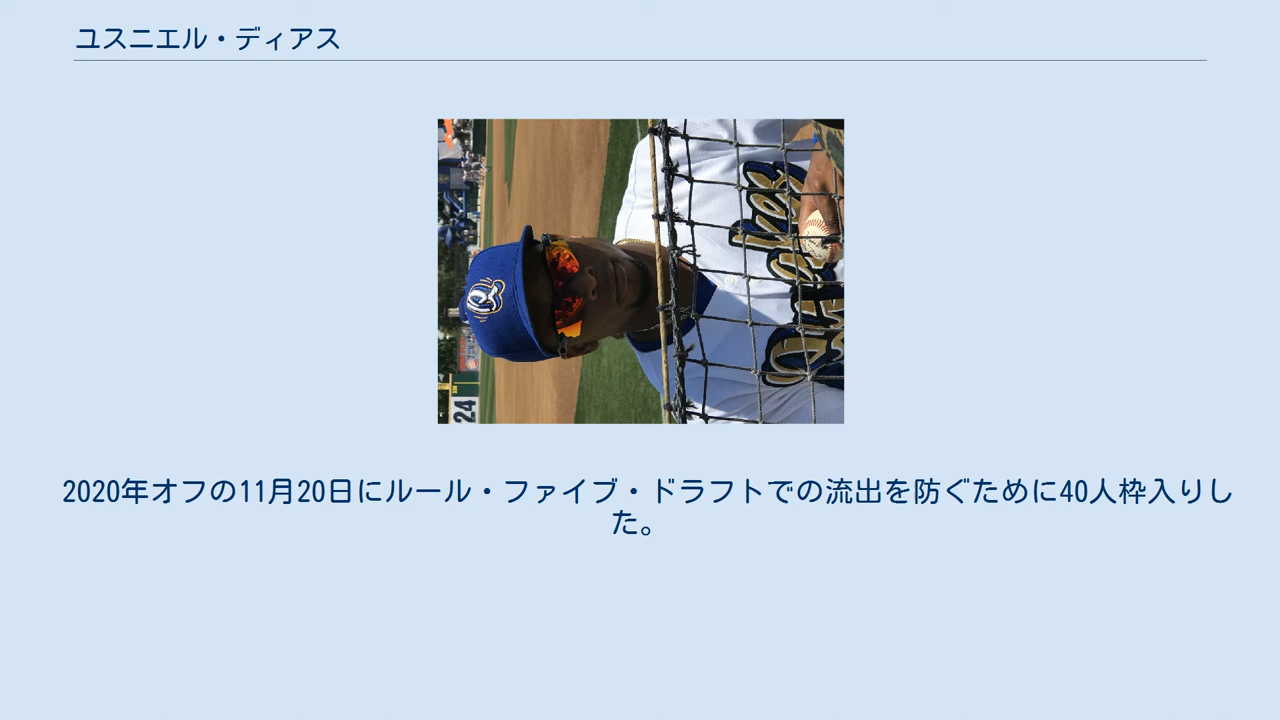 ユスニエル・ディアス
24
Quakes
2020年オフの11月20日にルール・ファイブ・ドラフトでの流出を防ぐために40人枠入りし
た。